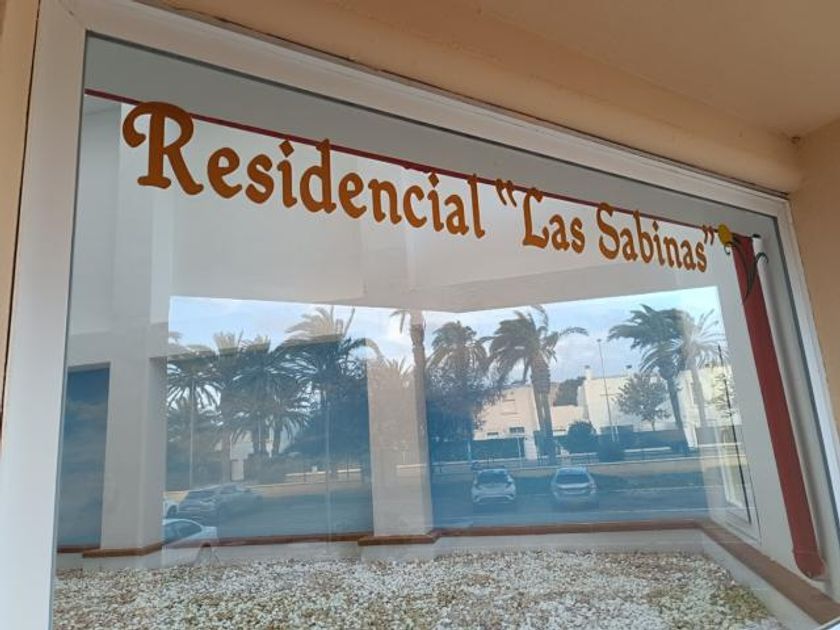 Residencial "Las Sabinas"